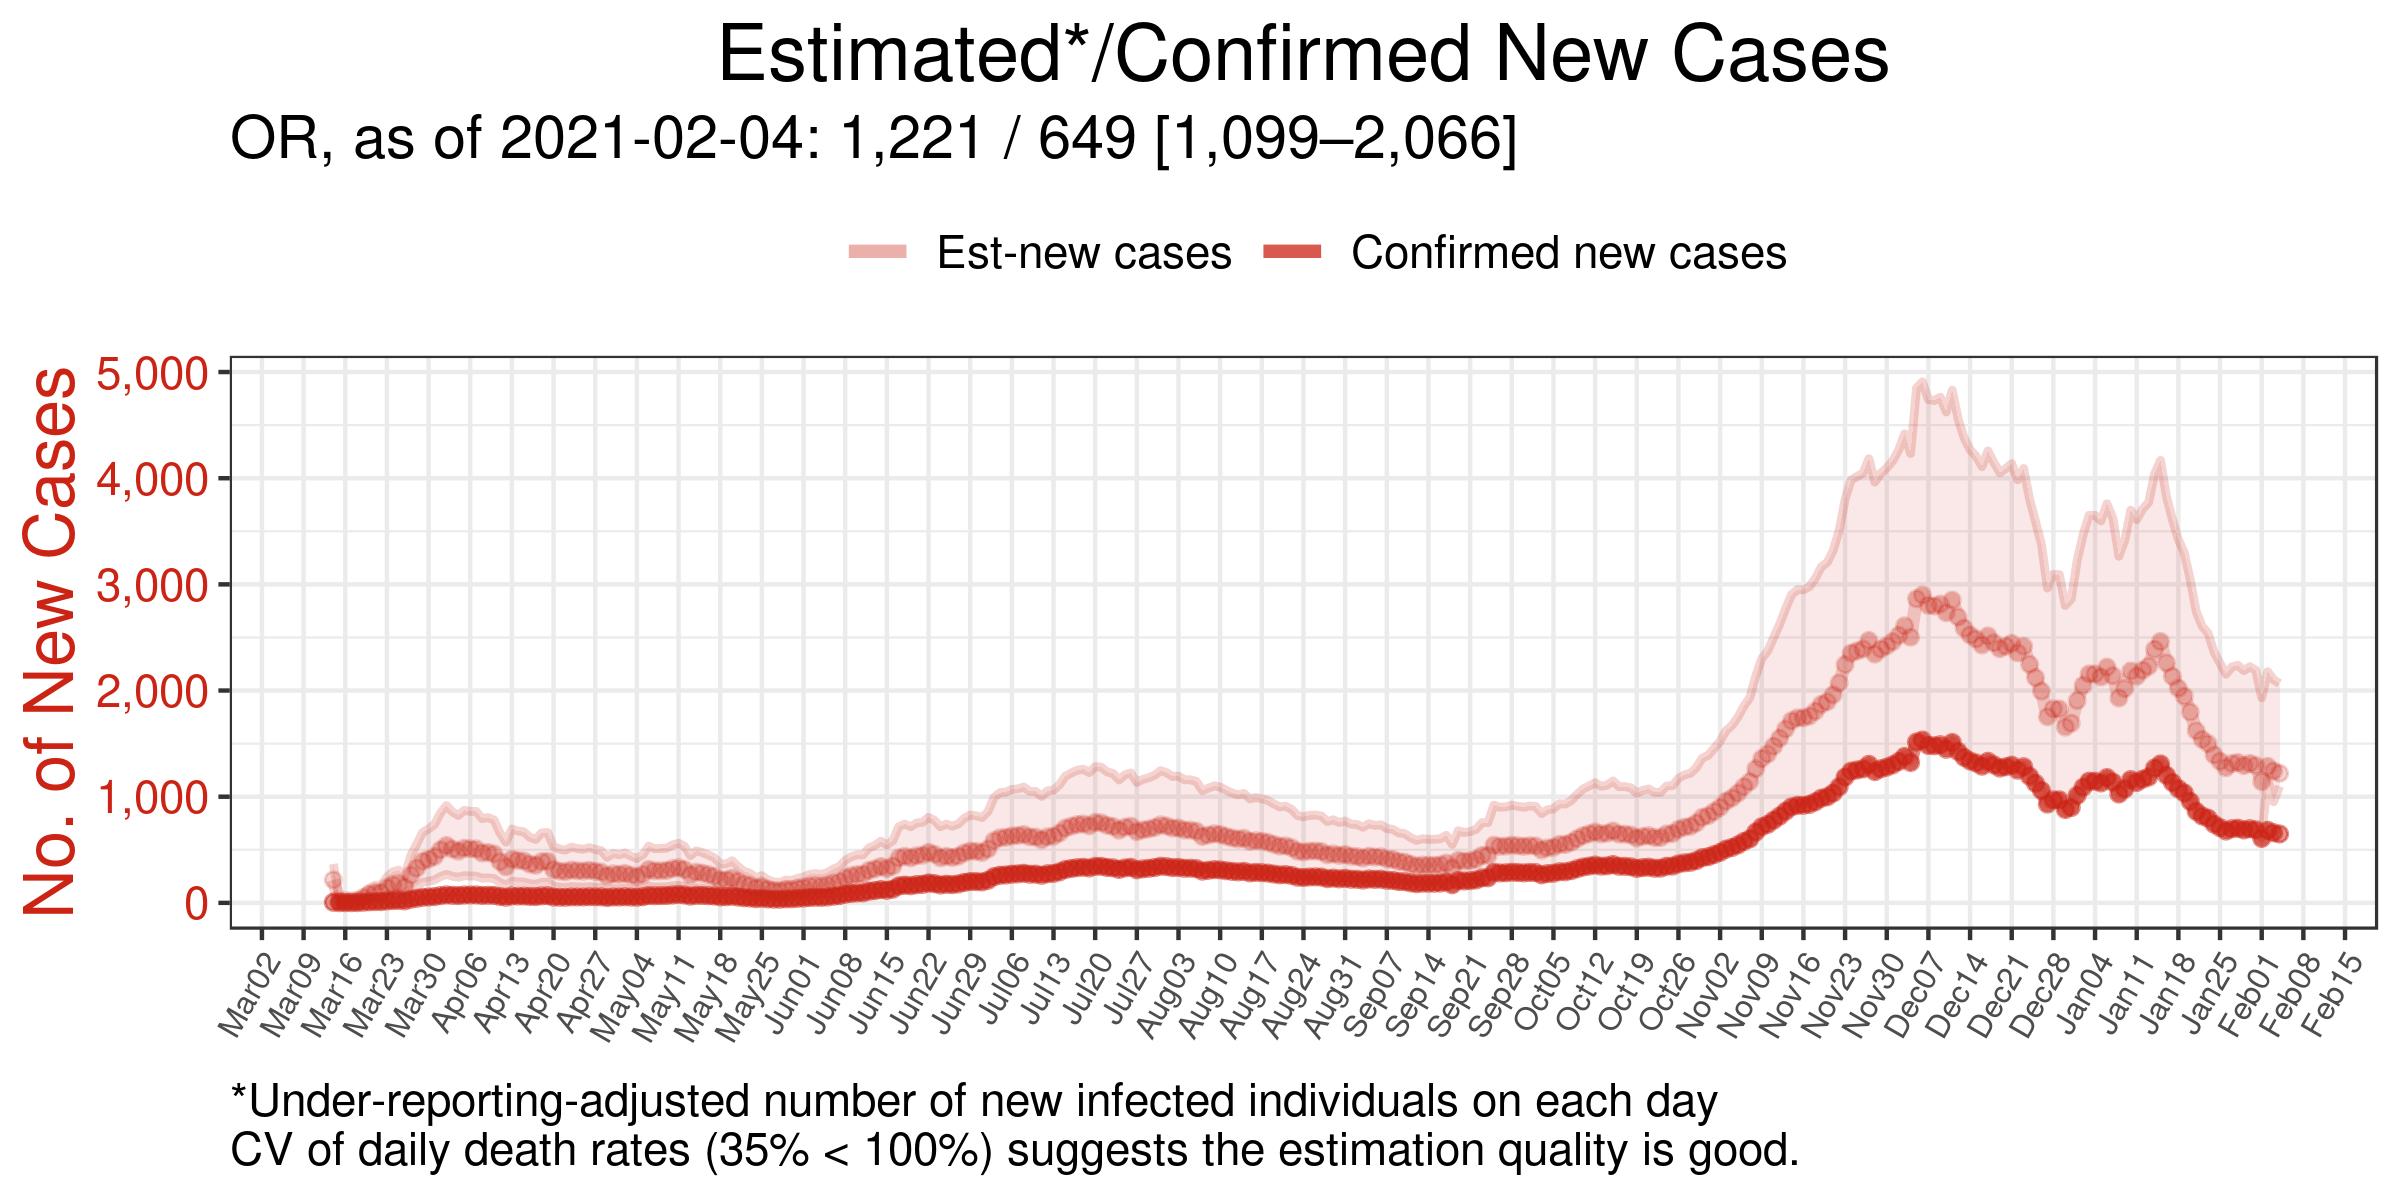 Estimated*/Confirmed New Cases
OR, as of 2021-02-04: 1,221 / 649 [1,099–2,066]
Est-new cases
Confirmed new cases
No. of New Cases
5,000
4,000
3,000
2,000
1,000
0
Mar02
Mar09
Mar16
Mar23
Mar30
Apr06
Apr13
Apr20
Apr27
May04
May11
May18
May25
Jun01
Jun08
Jun15
Jun22
Jun29
Jul06
Jul13
Jul20
Jul27
Aug03
Aug10
Aug17
Aug24
Aug31
Sep07
Sep14
Sep21
Sep28
Oct05
Oct12
Oct19
Oct26
Nov02
Nov09
Nov16
Nov23
Nov30
Dec07
Dec14
Dec21
Dec28
Jan04
Jan11
Jan18
Jan25
Feb01
Feb08
Feb15
*Under-reporting-adjusted number of new infected individuals on each day
CV of daily death rates (35% < 100%) suggests the estimation quality is good.